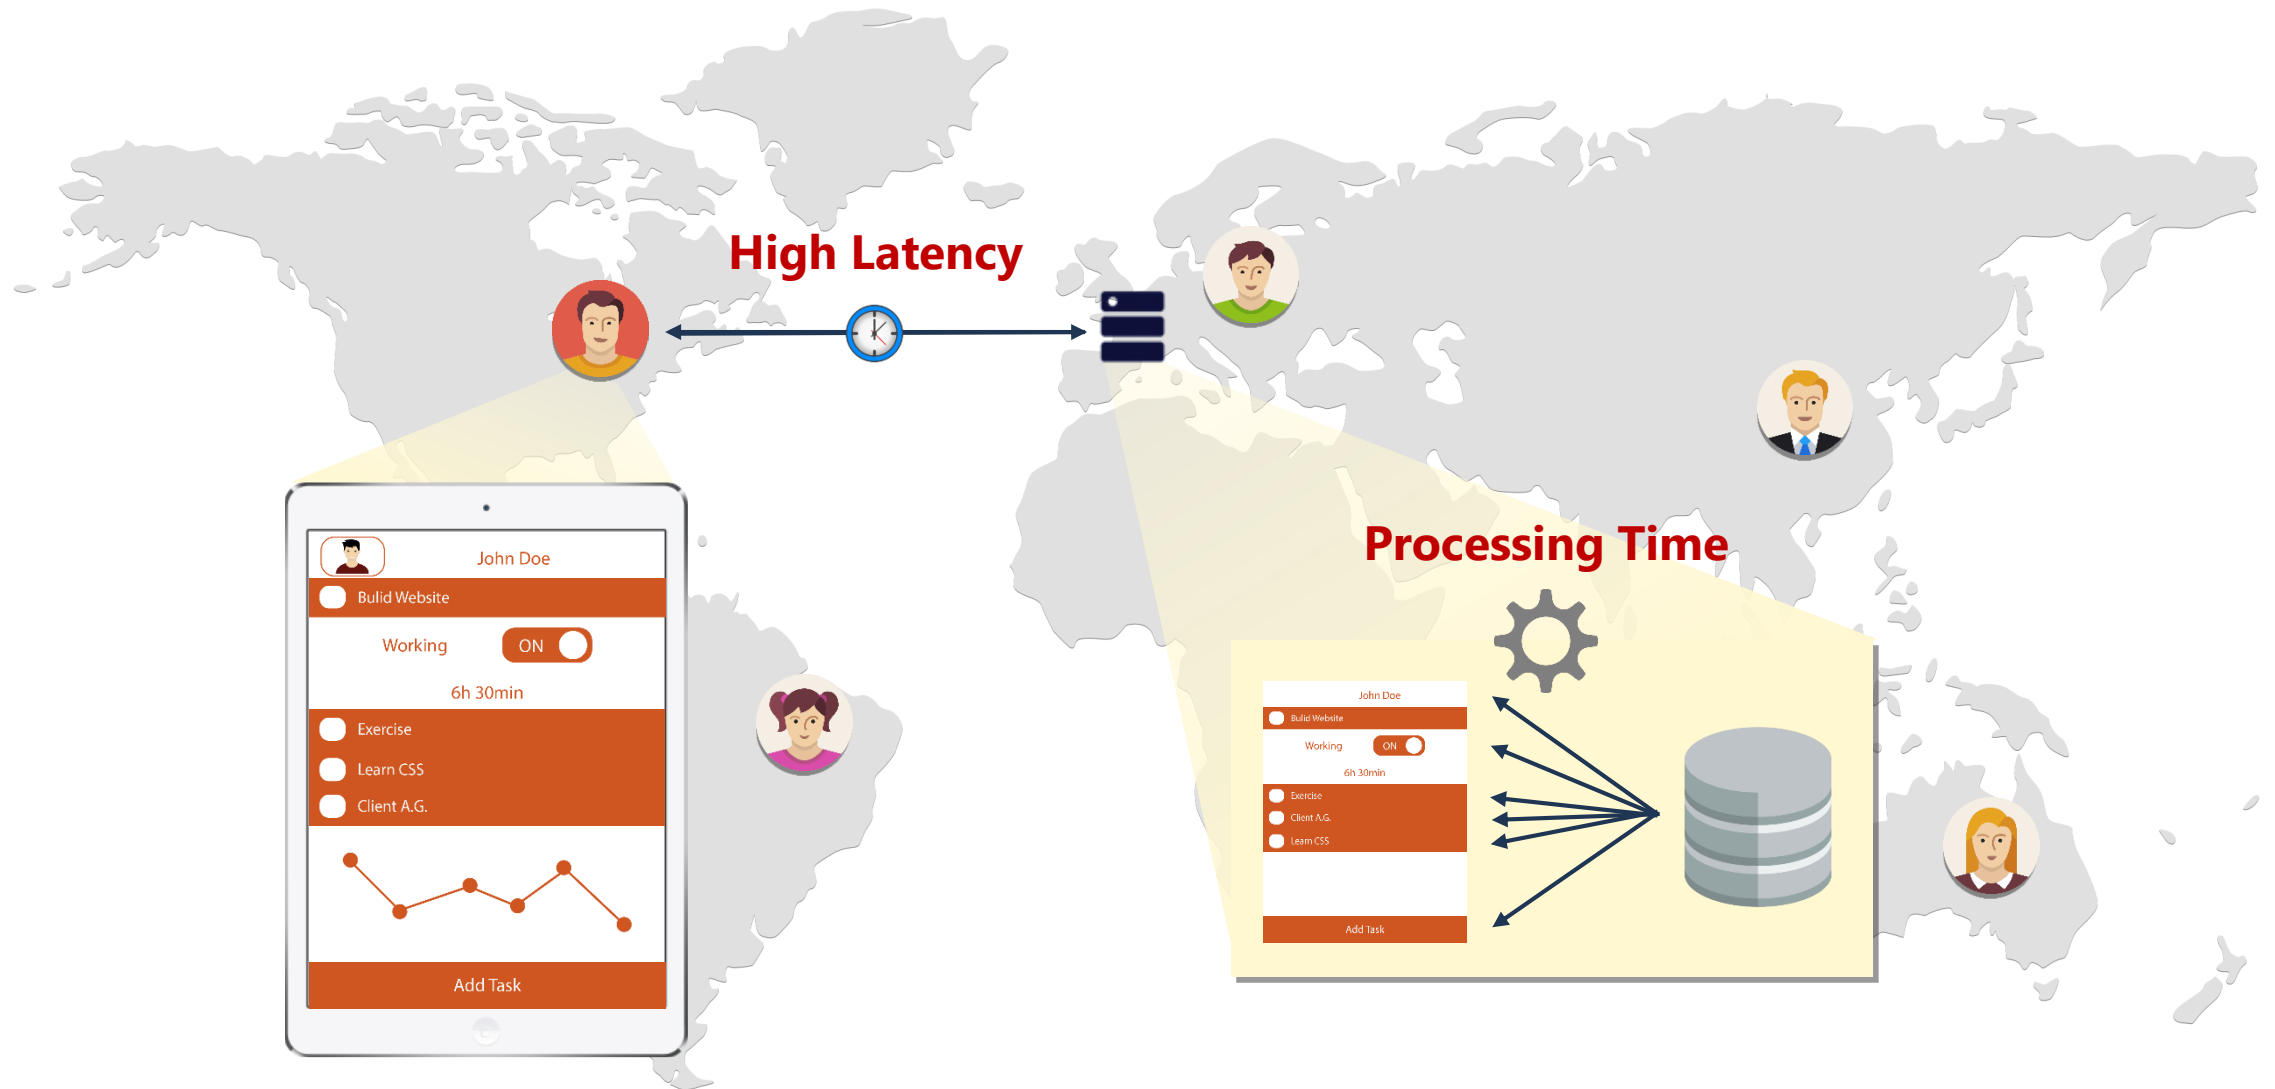 High Latency
John Doe
Bulid Website
Working
ON
6h 30min
Exercise
Learn CSS
Client A.G.
Add Task
Processing Time
John Doe
Bulid Website
Working
ON
6h 30min
Exercise
Client A.G.
Learn CSS
Add Task